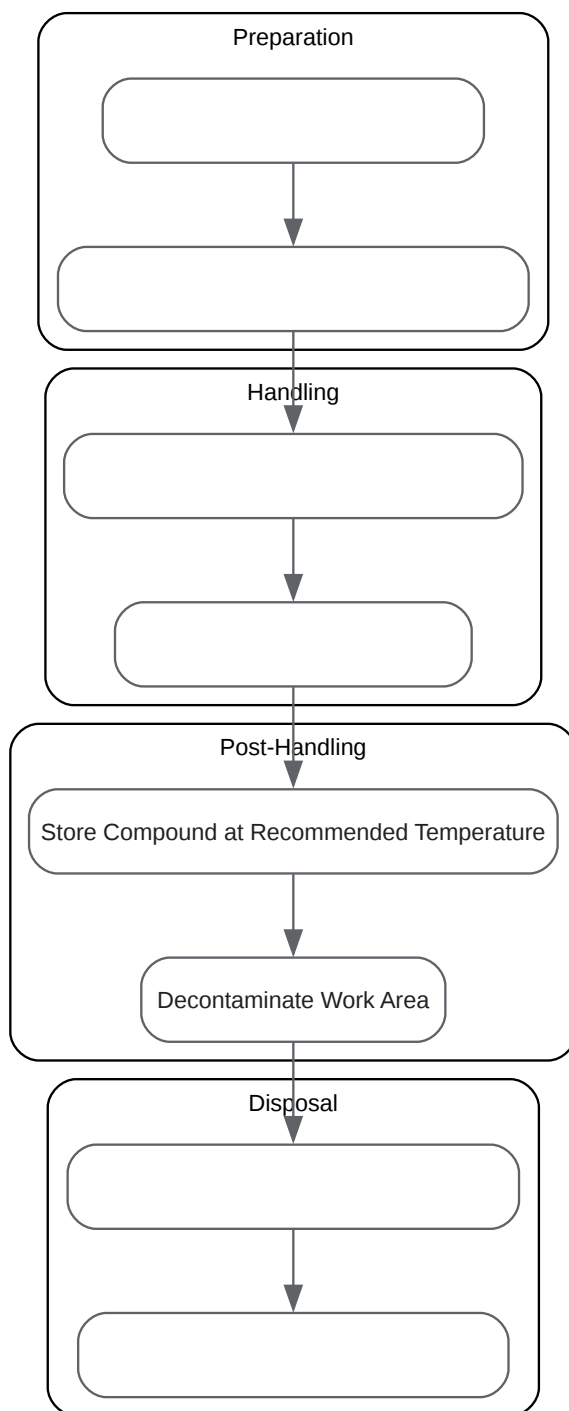 Preparation
Handling
Post-Handling
Store Compound at Recommended Temperature
Decontaminate Work Area
Disposal